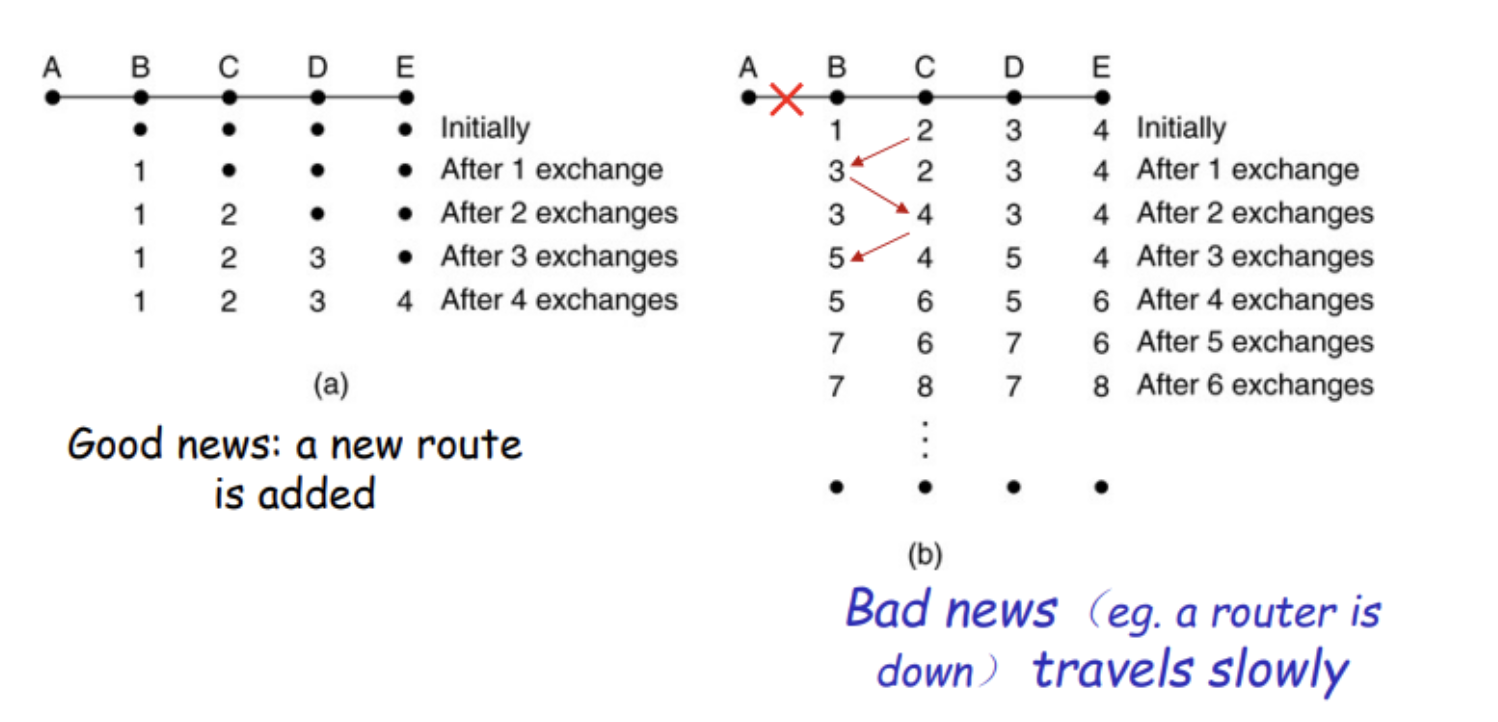 A B C D E
Initially
1 After 1 exchange
1 2 After 2 exchanges
1 2 3 After 3 exchanges
1 2 3 4 After 4 exchanges
(a)
Good news: a new route
is added
A B C D E
1 2 3 4 Initially
3 2 3 4 After 1 exchange
3 4 3 4 After 2 exchanges
5 4 5 4 After 3 exchanges
5 6 5 6 After 4 exchanges
7 6 7 6 After 5 exchanges
7 8 7 8 After 6 exchanges
(b)
Bad news（eg. a router is
down）travels slowly